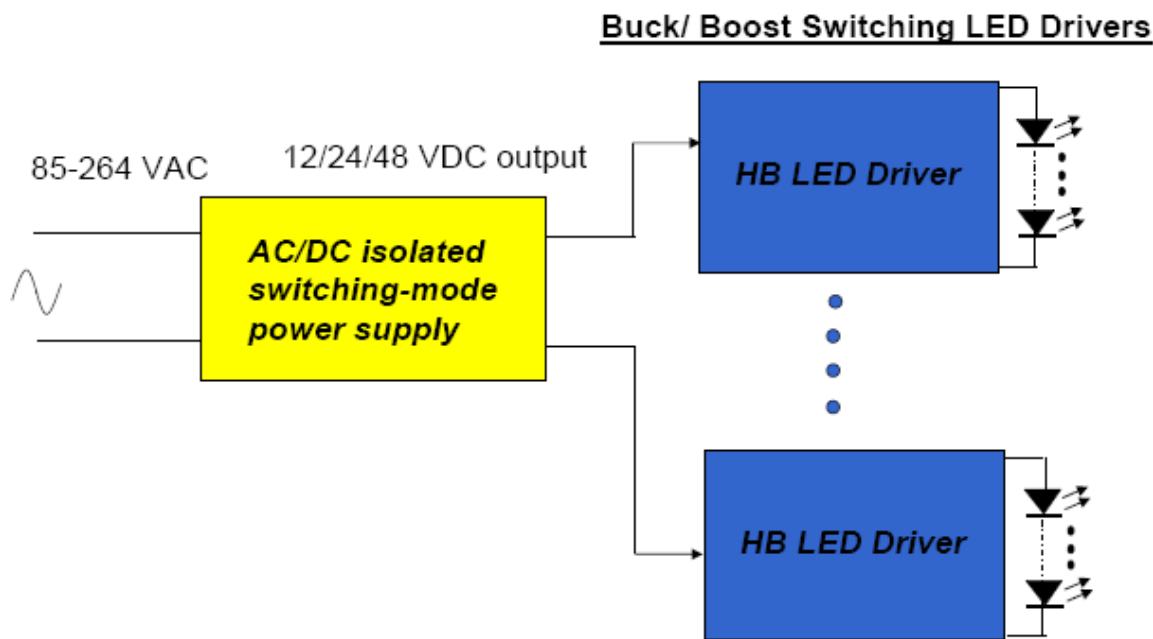 Buck/ Boost Switching LED Drivers
85-264 VAC
12/24/48 VDC output
AC/DC isolated
switching-mode
power supply
HB LED Driver
HB LED Driver